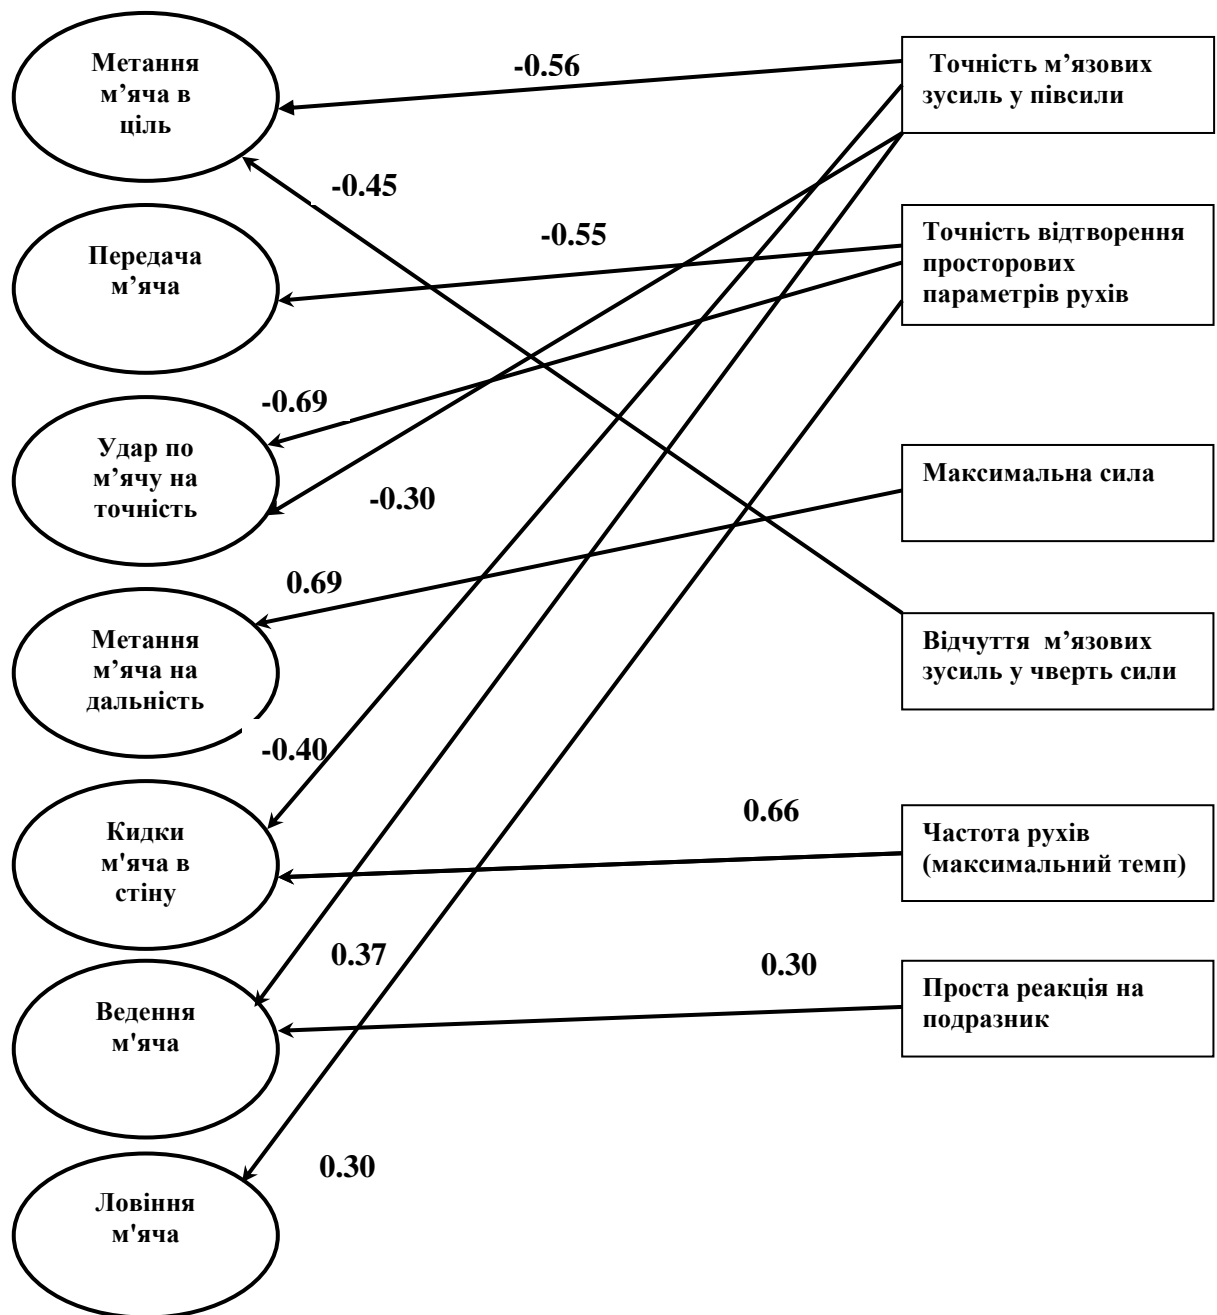 Метання
м’яча в
ціль
-0.56
Точність м’язових
зусиль у півсили
-0.45
Передача
м’яча
-0.55
Точність відтворення
просторових
параметрів рухів
-0.69
Удар по
м’ячу на
точність
-0.30
Максимальна сила
0.69
Метання
м’яча на
дальність
Відчуття м’язових
зусиль у чверть сили
-0.40
Кидки
м'яча в
стіну
0.66
Частота рухів
(максимальний темп)
0.37
0.30
Ведення
м'яча
Проста реакція на
подразник
0.30
Ловіння
м'яча